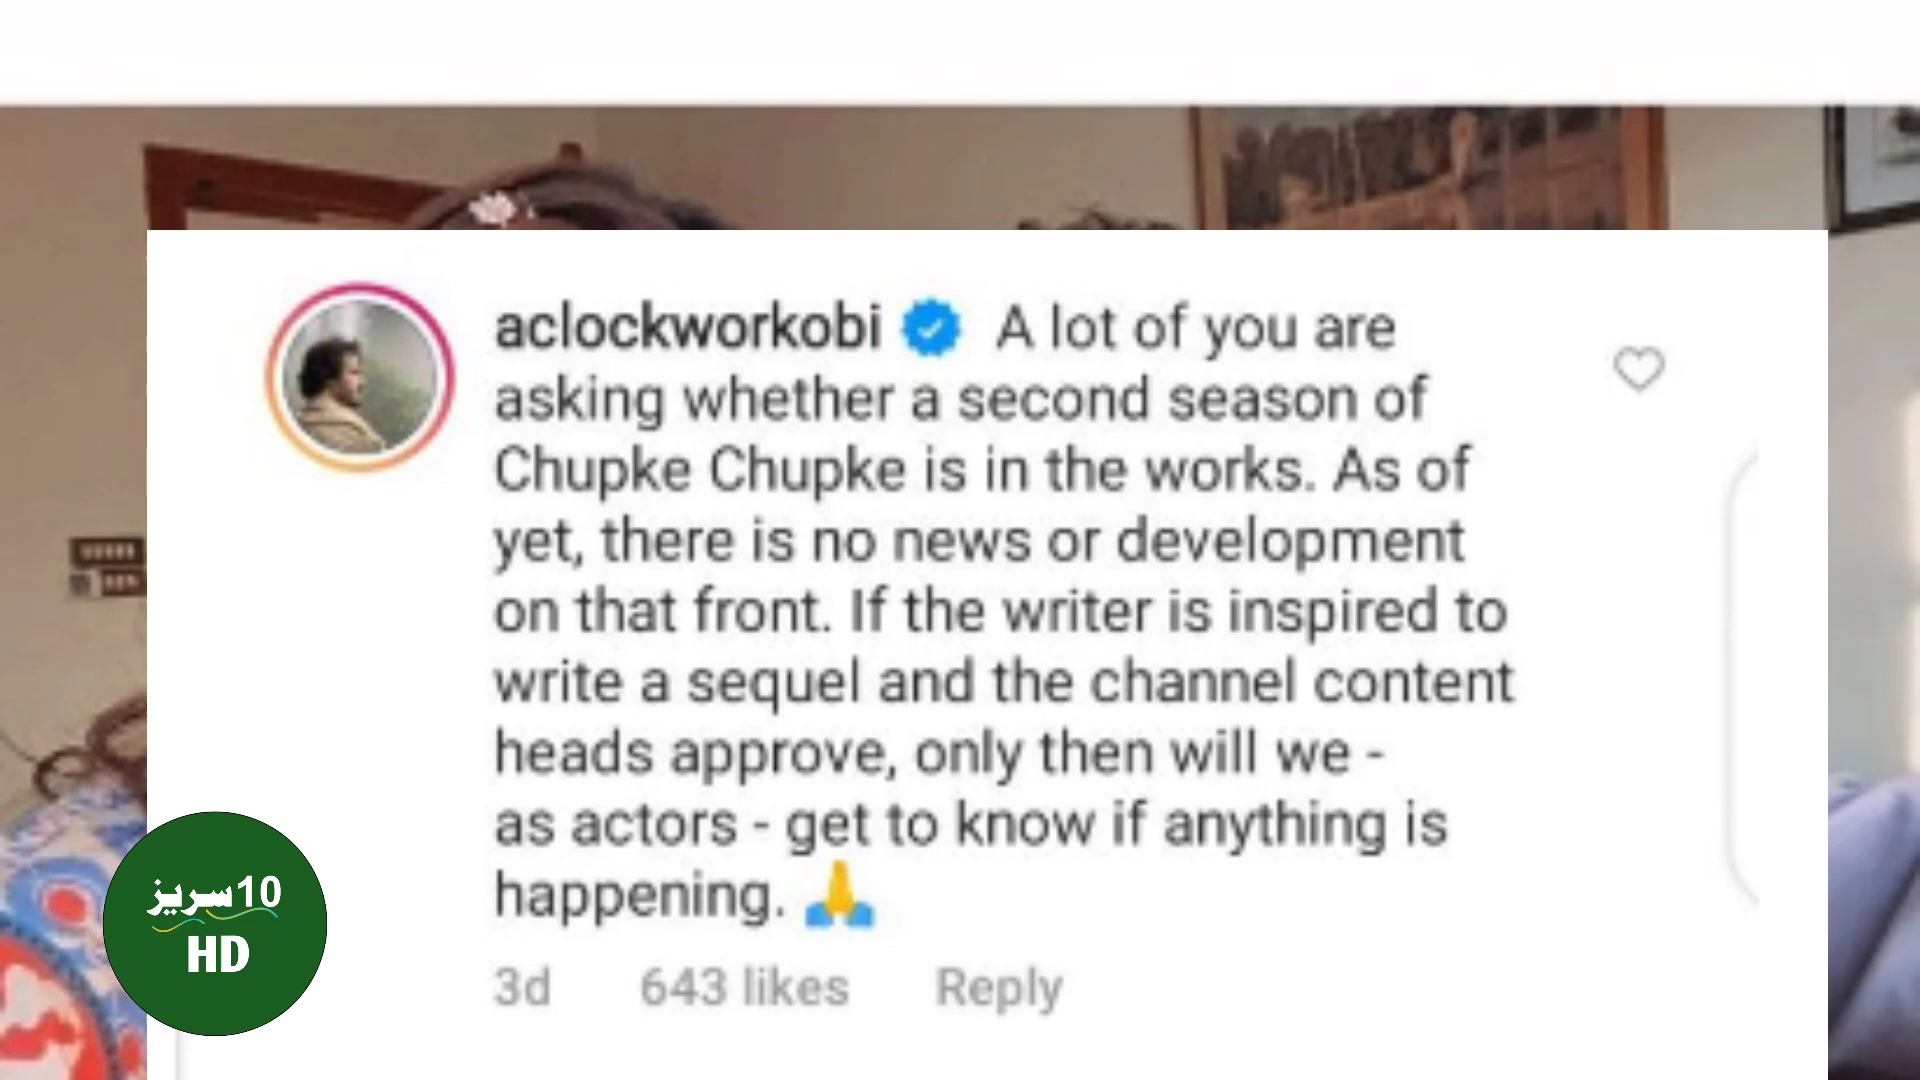 aclockworkobi A lot of you are
asking whether a second season of
Chupke Chupke is in the works. As of
yet, there is no news or development
on that front. If the writer is inspired to
write a sequel and the channel content
heads approve, only then will we -
as actors - get to know if anything is
happening. 🙏
3d 643 likes Reply
10سریز
HD